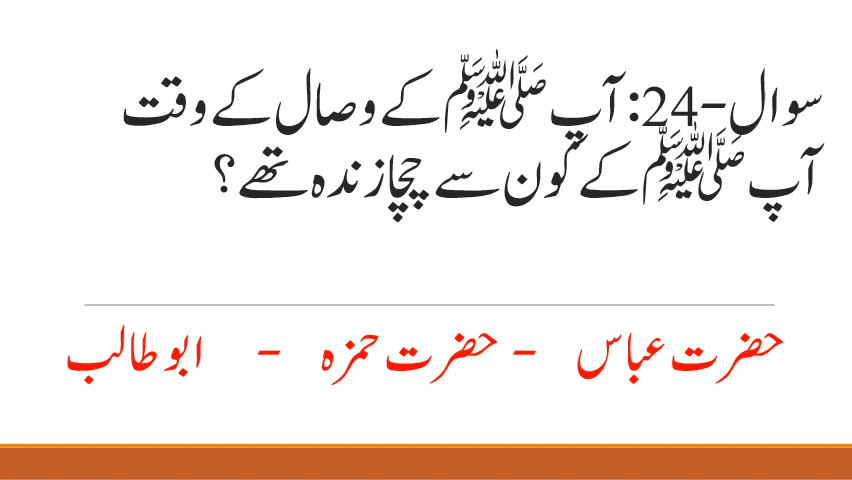 سوال-24: آپ ﷺ کے وصال کے وقت
آپ ﷺ کے کون سے چچا زندہ تھے؟
حضرت عباس - حضرت حمزہ - ابو طالب